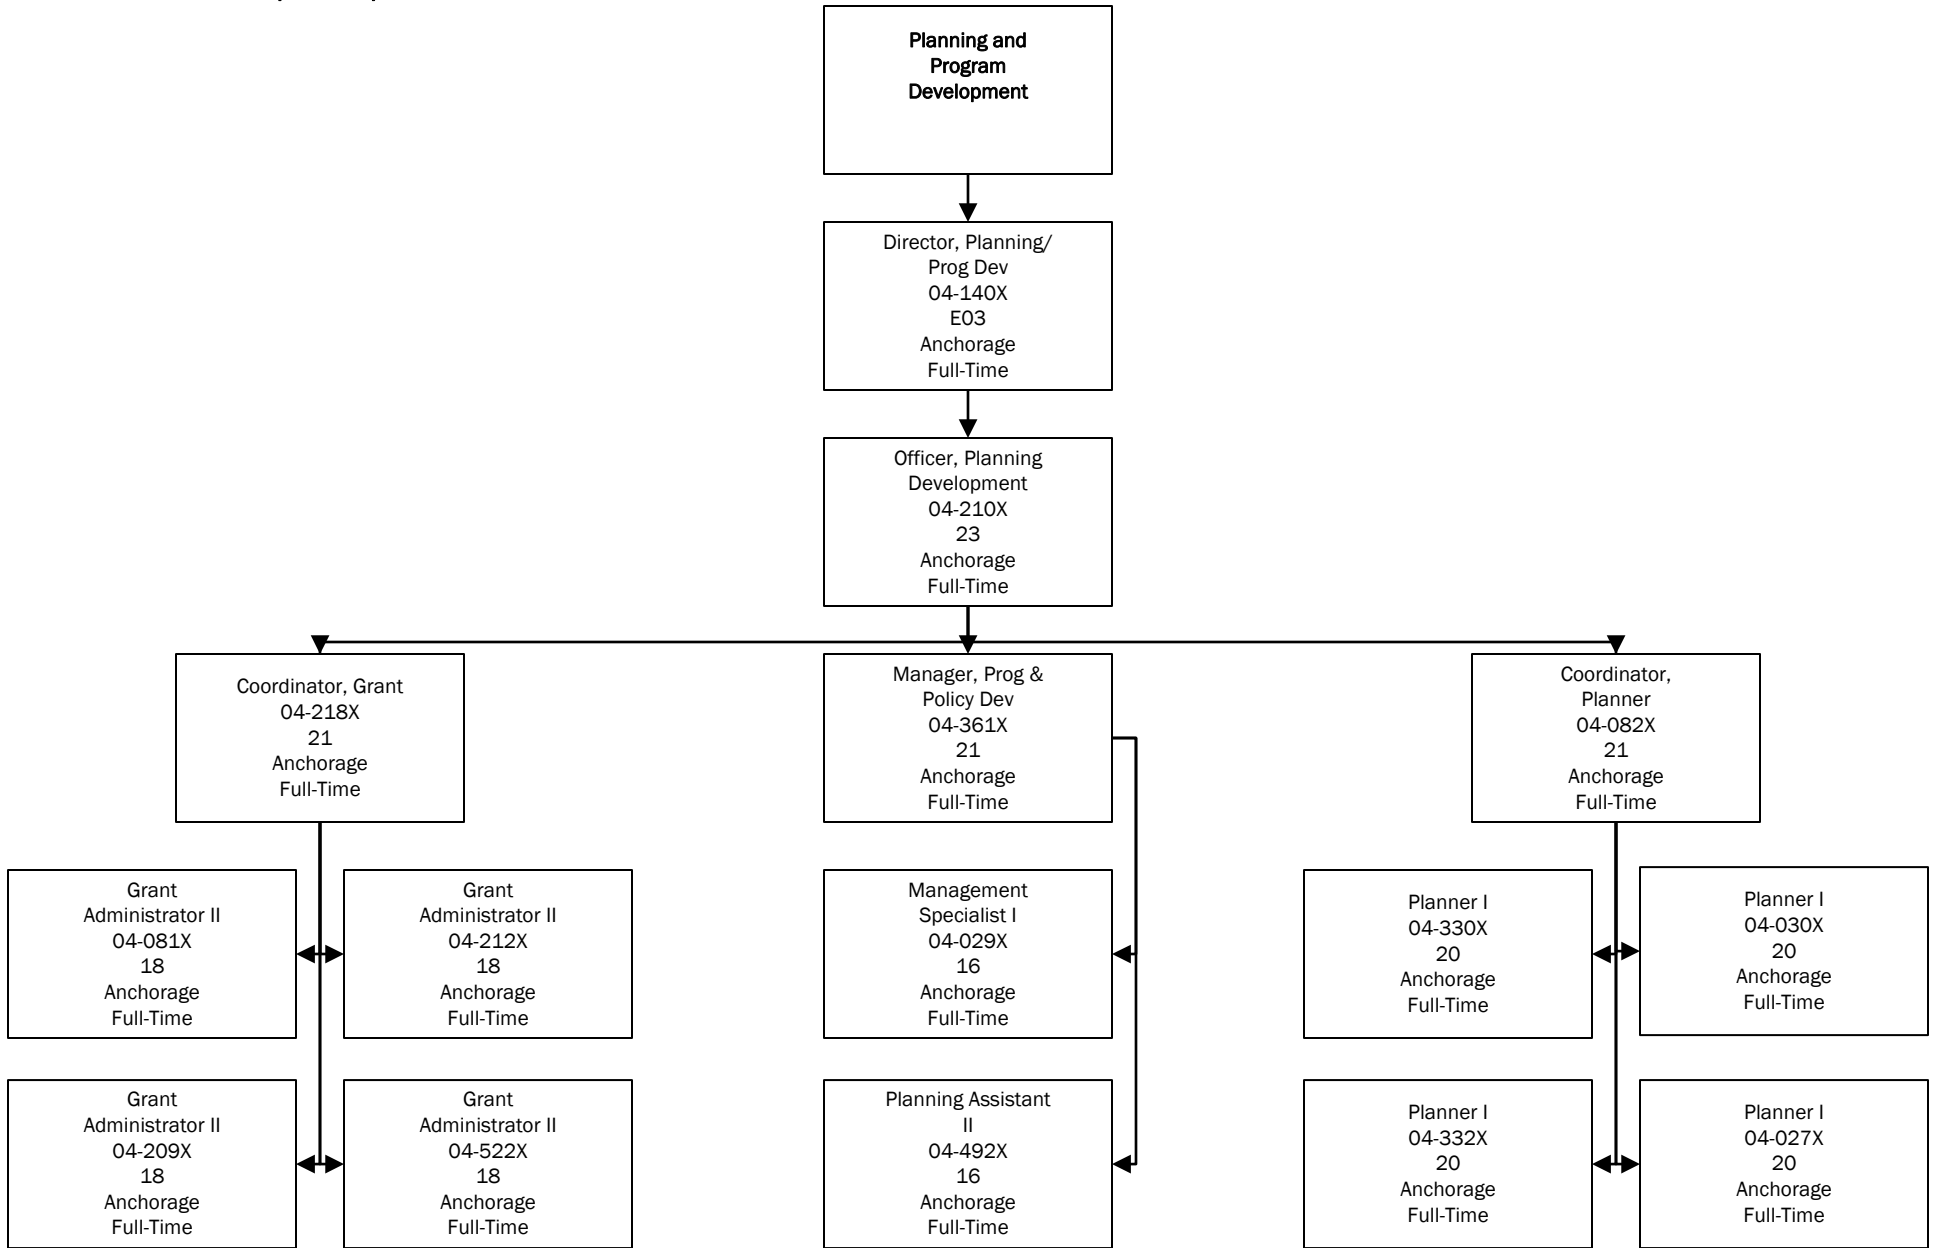 Planning and
Program
Development
Director, Planning/
Prog Dev
04-140X
E03
Anchorage
Full-Time
Officer, Planning
Development
04-210X
23
Anchorage
Full-Time
Coordinator, Grant
04-218X
21
Anchorage
Full-Time
Manager, Prog &
Policy Dev
04-361X
21
Anchorage
Full-Time
Coordinator,
Planner
04-082X
21
Anchorage
Full-Time
Grant
Administrator II
04-081X
18
Anchorage
Full-Time
Grant
Administrator II
04-212X
18
Anchorage
Full-Time
Management
Specialist I
04-029X
16
Anchorage
Full-Time
Planner I
04-330X
20
Anchorage
Full-Time
Planner I
04-030X
20
Anchorage
Full-Time
Grant
Administrator II
04-209X
18
Anchorage
Full-Time
Grant
Administrator II
04-522X
18
Anchorage
Full-Time
Planning Assistant
II
04-492X
16
Anchorage
Full-Time
Planner I
04-332X
20
Anchorage
Full-Time
Planner I
04-027X
20
Anchorage
Full-Time